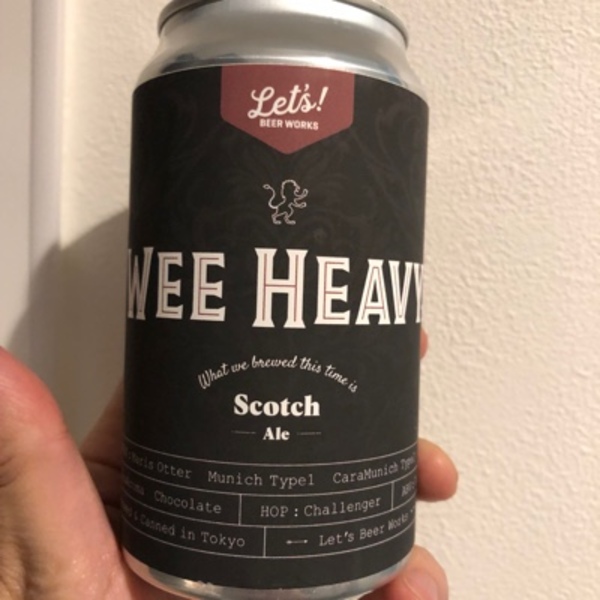 Let's!
BEER WORKS
WEE HEAVY
What we brewed this time is
Scotch
Ale
Maris Otter Munich Type1 CaraMunich Type
Chocolate HOP : Challenger
Canned in Tokyo Let's Beer Works